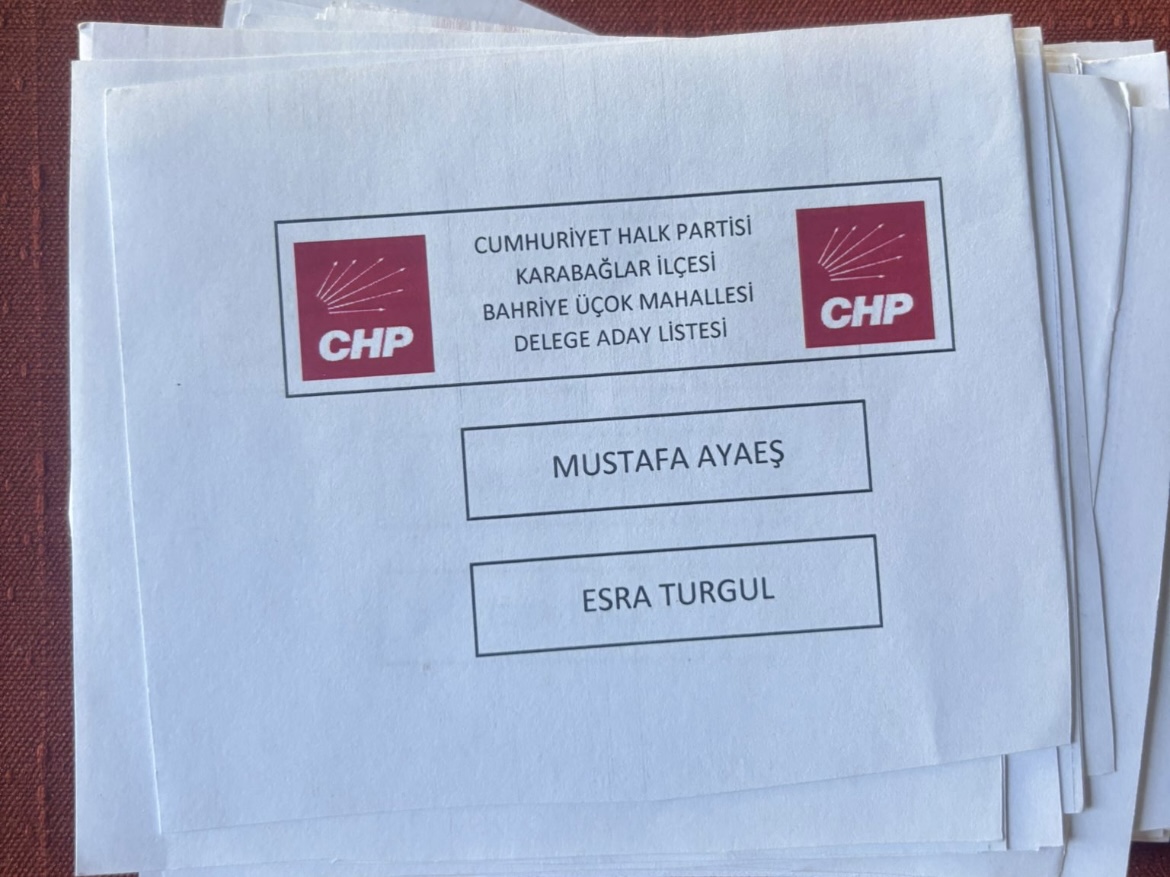 CUMHURİYET HALK PARTİSİ
KARABAĞLAR İLÇESİ
BAHRİYE ÜÇOK MAHALLESİ
DELEGE ADAY LİSTESİ
CHP
CHP
MUSTAFA AYAEŞ
ESRA TURGUL